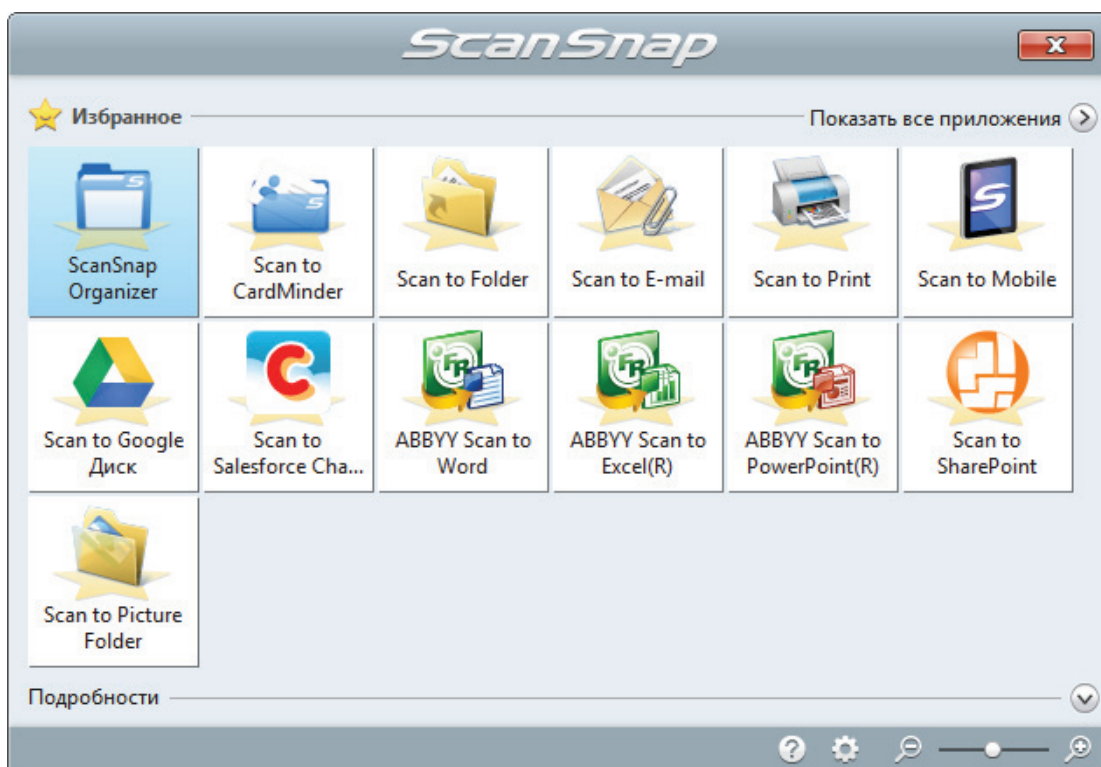 ScanSnap
Избранное
Показать все приложения
ScanSnap
Organizer
Scan to
CardMinder
Scan to Folder
Scan to E-mail
Scan to Print
Scan to Mobile
Scan to Google
Диск
Scan to
Salesforce Cha...
ABBYY Scan to
Word
ABBYY Scan to
Excel(R)
ABBYY Scan to
PowerPoint(R)
Scan to
SharePoint
Scan to Picture
Folder
Подробности